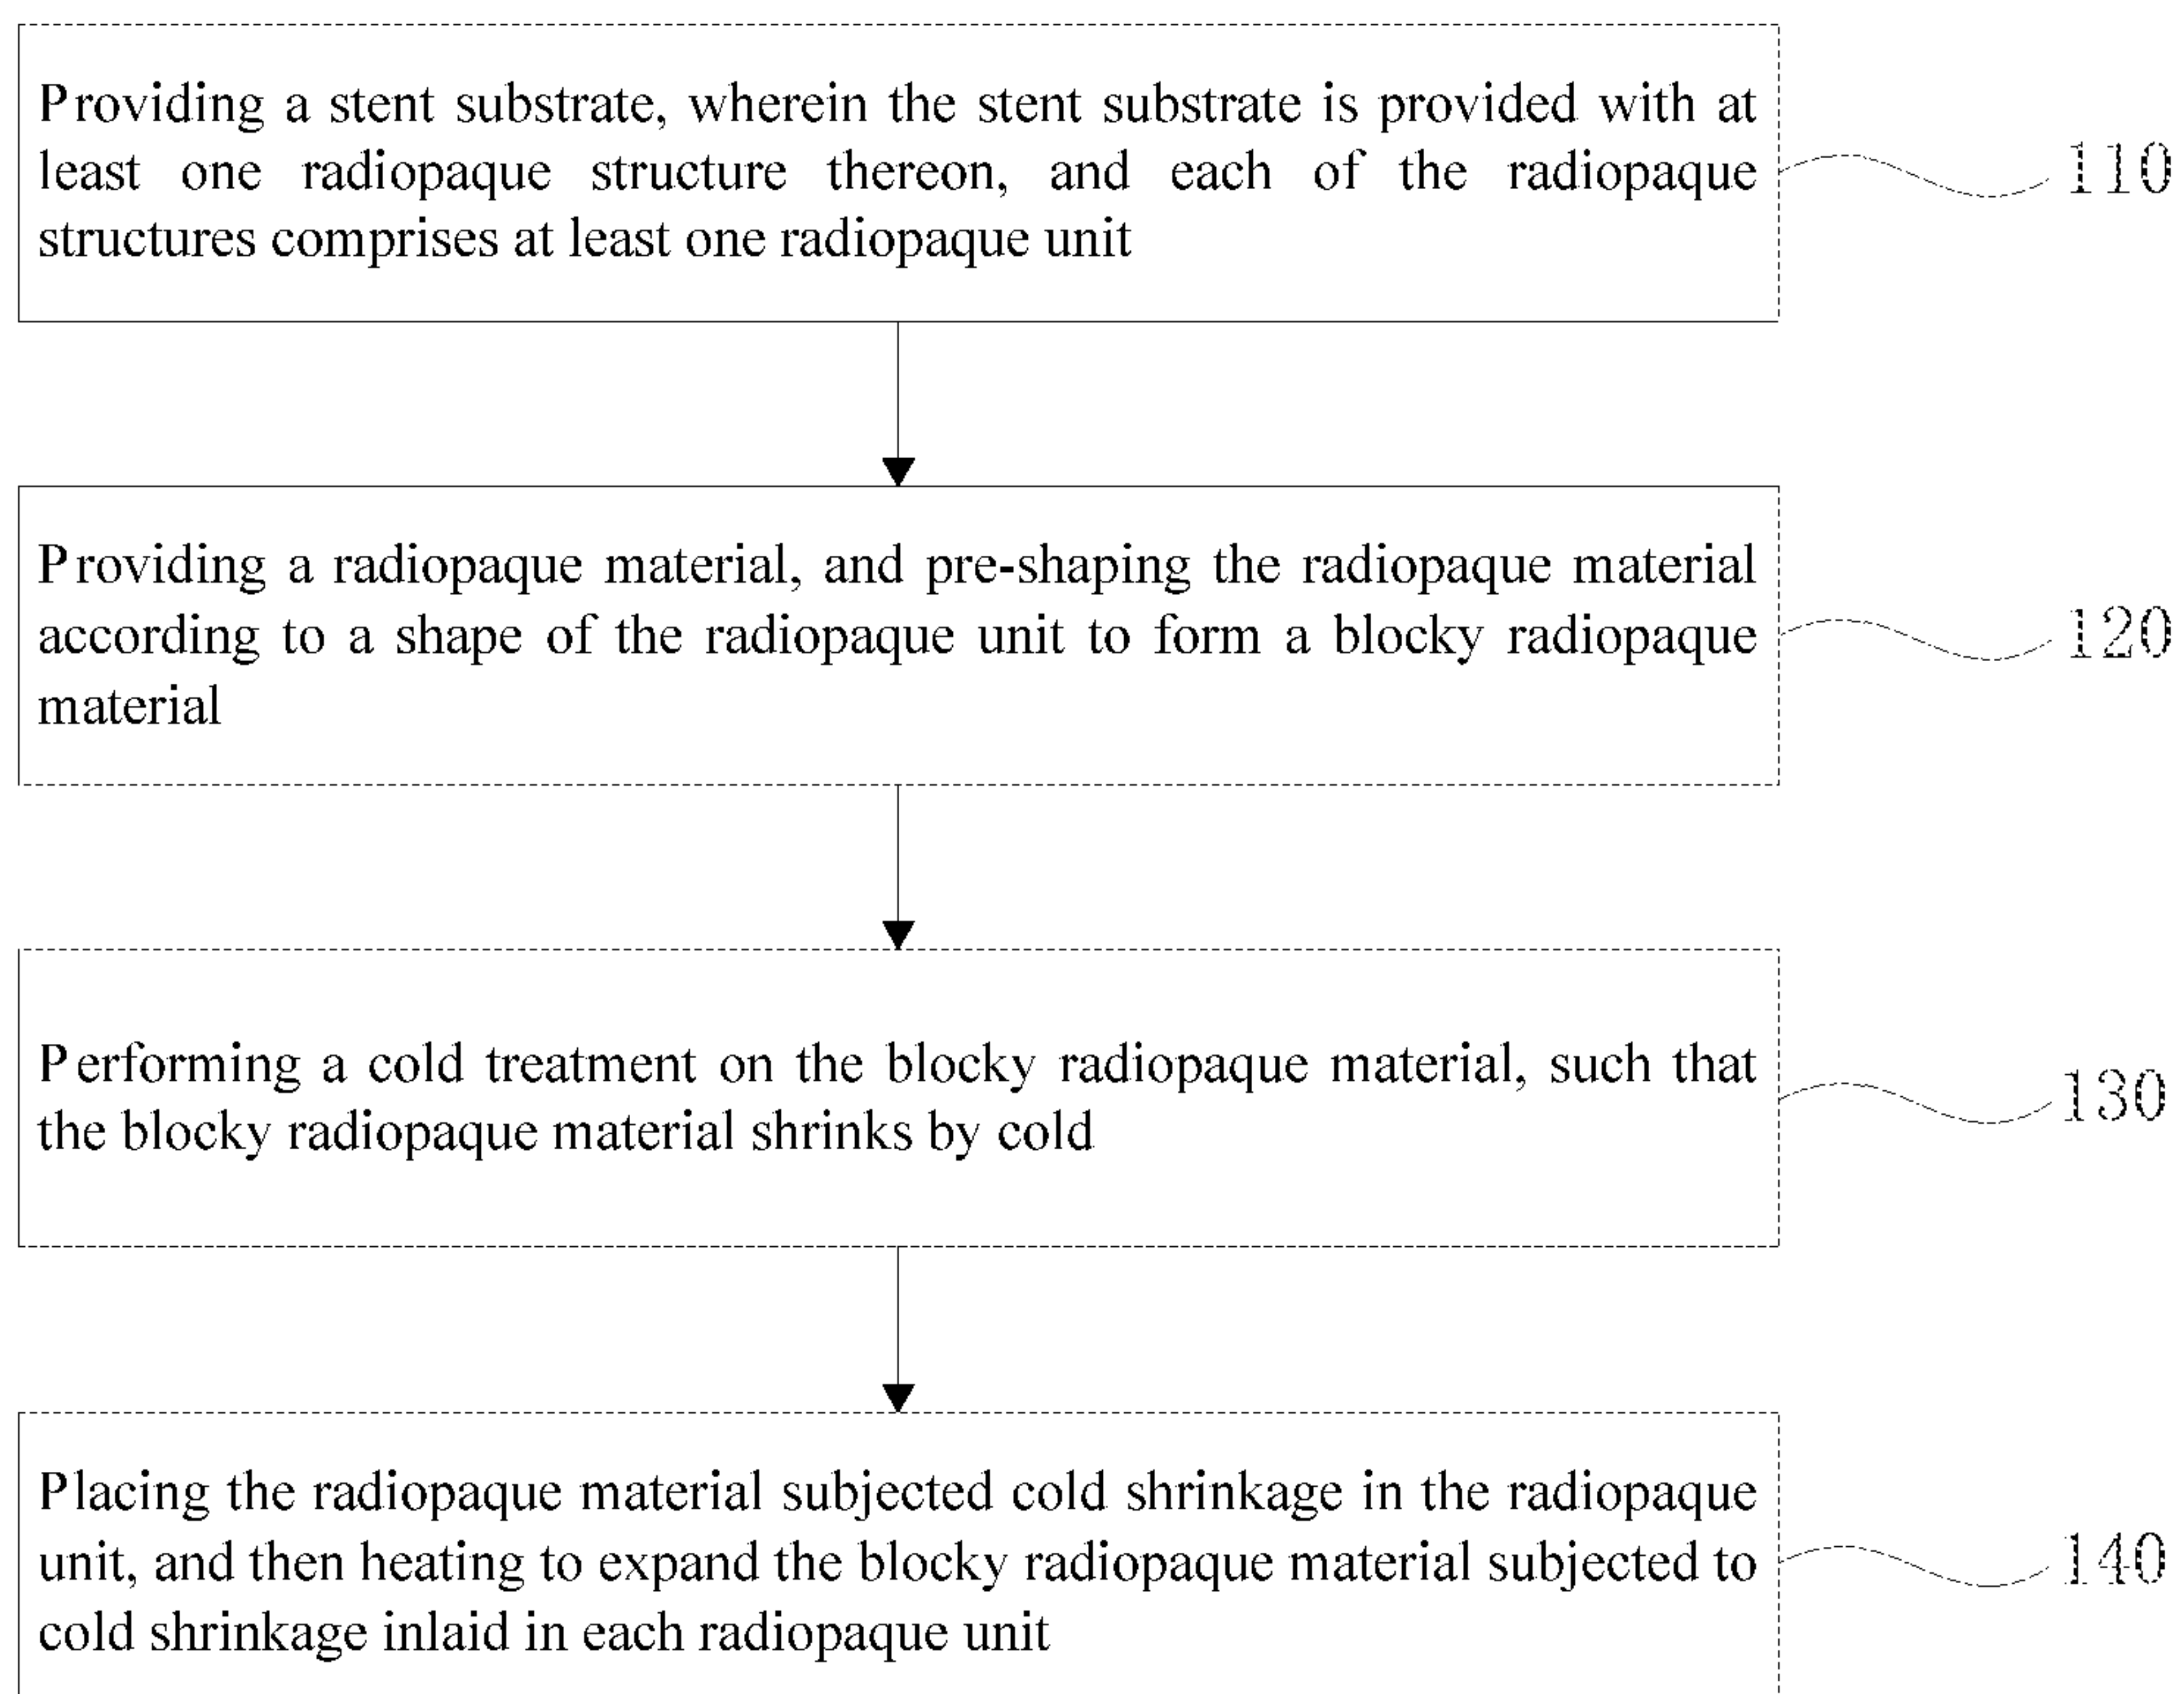 Providing a stent substrate, wherein the stent substrate is provided with at
least one radiopaque structure thereon, and each of the radiopaque
structures comprises at least one radiopaque unit
110
Providing a radiopaque material, and pre-shaping the radiopaque material
according to a shape of the radiopaque unit to form a blocky radiopaque
material
120
Performing a cold treatment on the blocky radiopaque material, such that
the blocky radiopaque material shrinks by cold
130
Placing the radiopaque material subjected cold shrinkage in the radiopaque
unit, and then heating to expand the blocky radiopaque material subjected to
cold shrinkage inlaid in each radiopaque unit
140